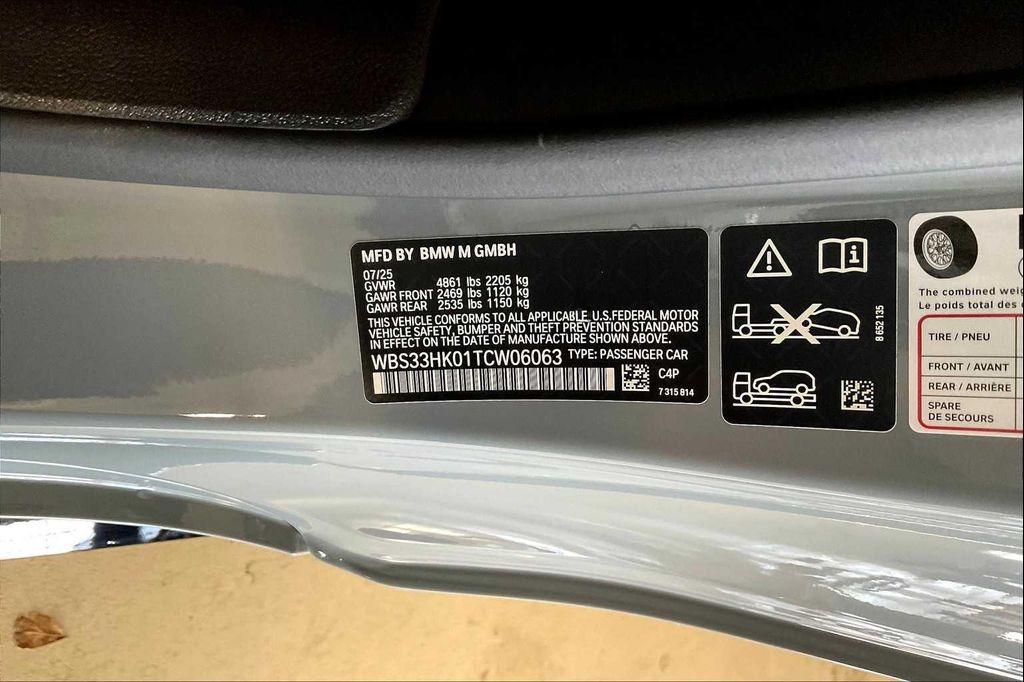 MFD BY BMW M GMBH
07/25
GVWR 4861 lbs 2205 kg
GAWR FRONT 2469 lbs 1120 kg
GAWR REAR 2535 lbs 1150 kg
THIS VEHICLE CONFORMS TO ALL APPLICABLE U.S.FEDERAL MOTOR
VEHICLE SAFETY, BUMPER AND THEFT PREVENTION STANDARDS
IN EFFECT ON THE DATE OF MANUFACTURE SHOWN ABOVE.
WBS33HK01TCW06063 TYPE: PASSENGER CAR
C4P
7 315 814
8 652 135
The combined weig
Le poids total des
TIRE / PNEU
FRONT / AVANT
REAR / ARRIÈRE
SPARE
DE SECOURS